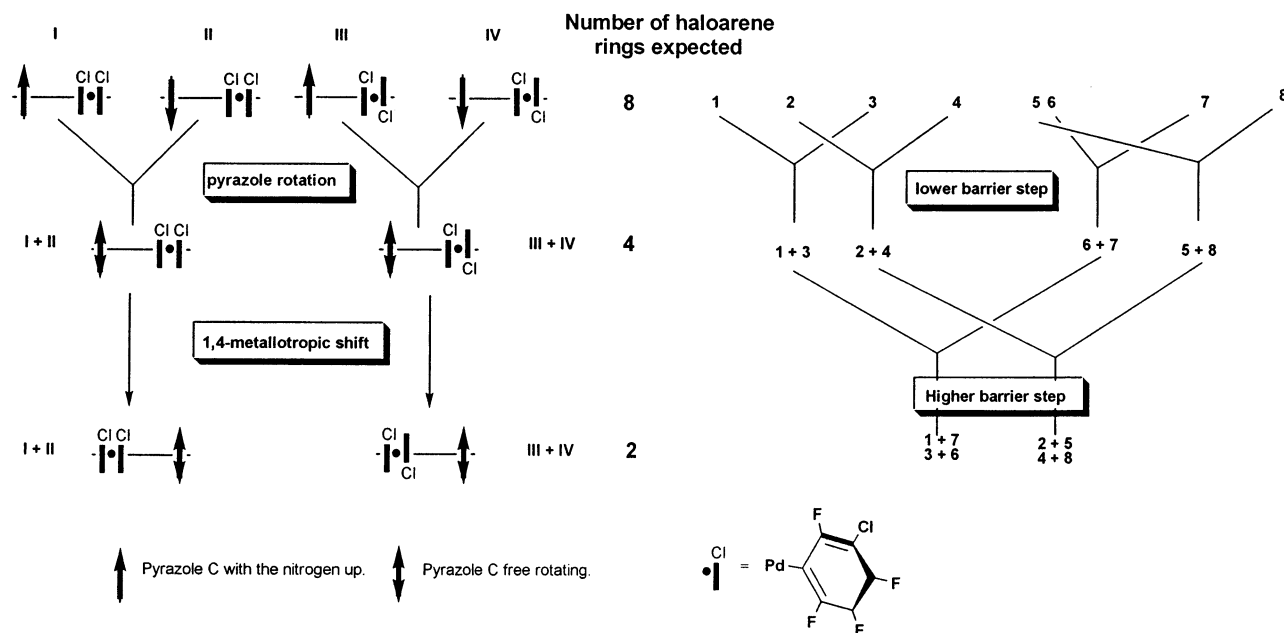 Number of haloarene
rings expected
I II III IV
Cl Cl Cl Cl Cl Cl
Cl Cl
8 1 2 3 4 5 6 7 8
pyrazole rotation
lower barrier step
I + II Cl Cl Cl III + IV 4
Cl
1 + 3 2 + 4 6 + 7 5 + 8
1,4-metallotropic shift
Higher barrier step
I + II Cl Cl Cl III + IV 2
Cl
1 + 7 2 + 5
3 + 6 4 + 8
Pyrazole C with the nitrogen up.
Pyrazole C free rotating.
Cl = Pd F Cl
F
F F